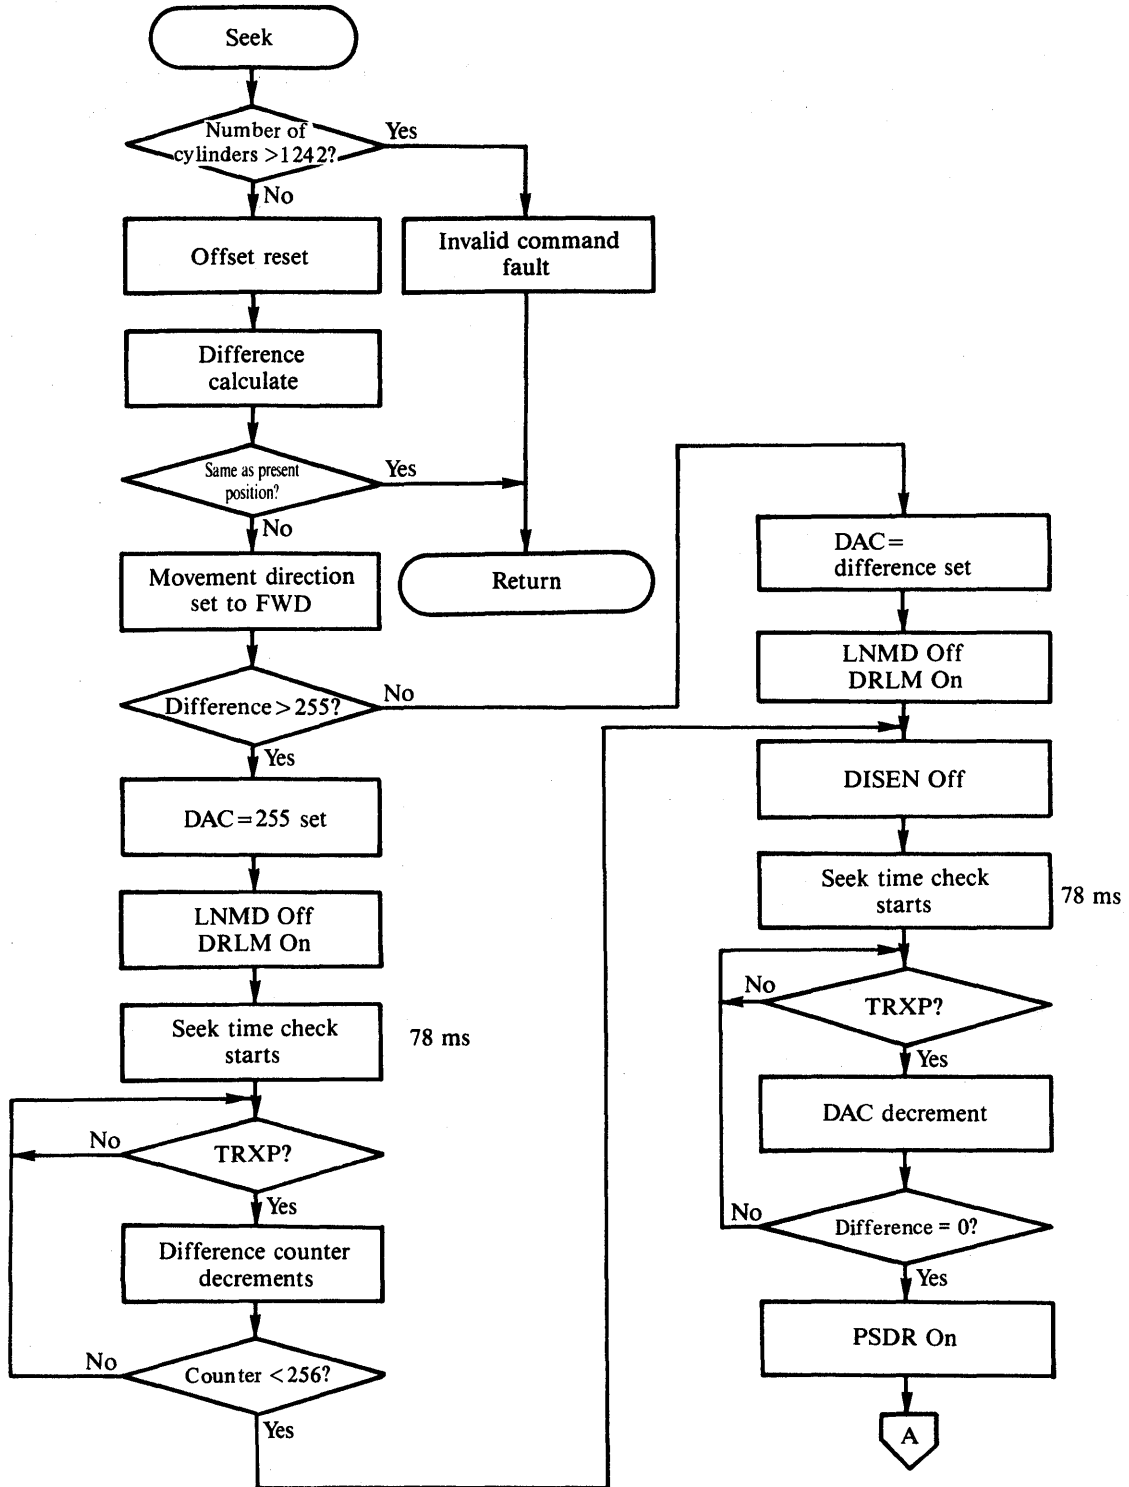 Seek
Number of
cylinders >1242?
Yes
No
Offset reset
Invalid command
fault
Difference
calculate
Same as present
position?
Yes
No
Movement direction
set to FWD
Return
Difference > 255?
No
Yes
DAC=255 set
LNMD Off
DRLM On
Seek time check
starts
78 ms
TRXP?
No
Yes
Difference counter
decrements
Counter <256?
No
Yes
DAC=
difference set
LNMD Off
DRLM On
DISEN Off
Seek time check
starts
78 ms
TRXP?
No
Yes
DAC decrement
Difference = 0?
No
Yes
PSDR On
A